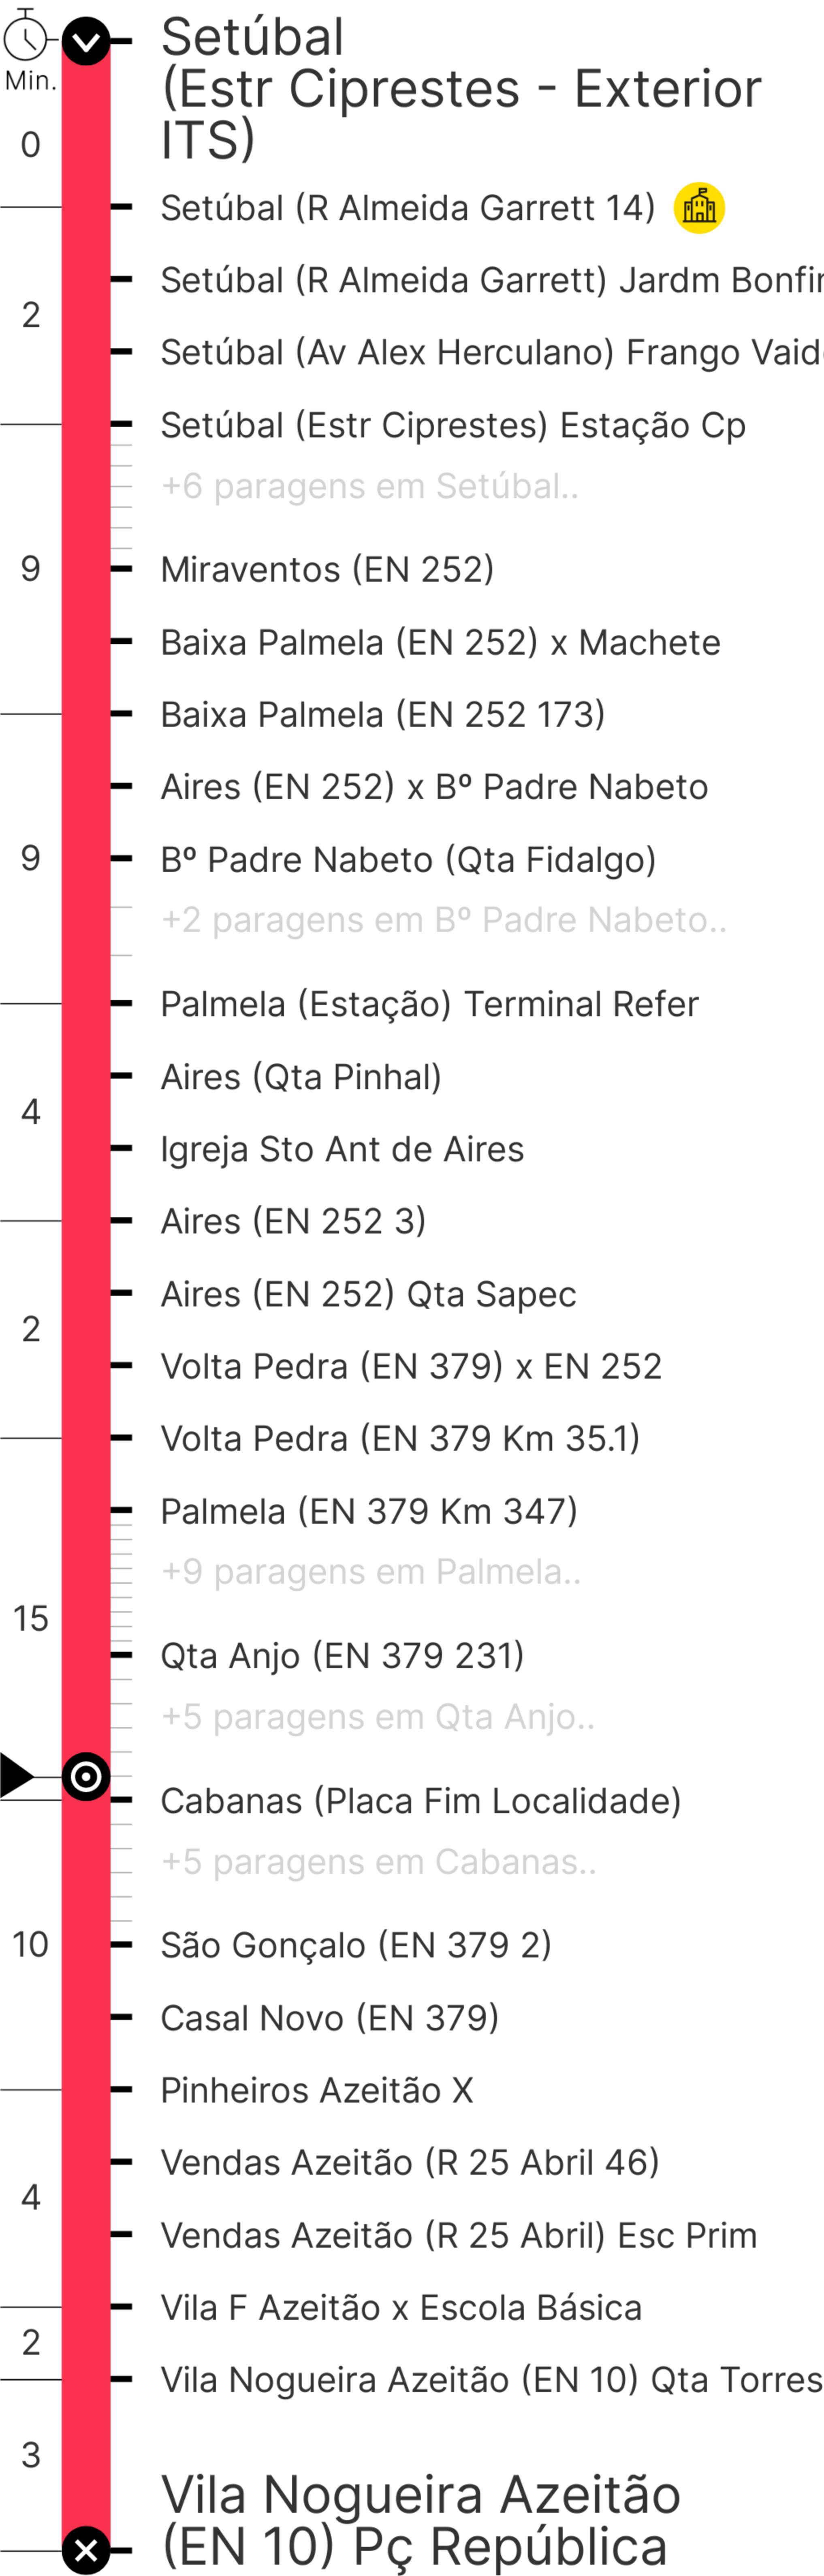 Setúbal
(Estr Ciprestes - Exterior
ITS)
Min.
0
Setúbal (R Almeida Garrett 14)
Setúbal (R Almeida Garrett) Jardm
2
Setúbal (Av Alex Herculano) Frango
Setúbal (Estr Ciprestes) Estação Cp
+6 paragens em Setúbal..
9
Miraventos (EN 252)
Baixa Palmela (EN 252) x Machete
Baixa Palmela (EN 252 173)
Aires (EN 252) x Bº Padre Nabeto
9
Bº Padre Nabeto (Qta Fidalgo)
+2 paragens em Bº Padre Nabeto..
Palmela (Estação) Terminal Refer
Aires (Qta Pinhal)
4
Igreja Sto Ant de Aires
Aires (EN 252 3)
Aires (EN 252) Qta Sapec
2
Volta Pedra (EN 379) x EN 252
Volta Pedra (EN 379 Km 35.1)
Palmela (EN 379 Km 347)
+9 paragens em Palmela..
15
Qta Anjo (EN 379 231)
+5 paragens em Qta Anjo..
Cabanas (Placa Fim Localidade)
+5 paragens em Cabanas..
10
São Gonçalo (EN 379 2)
Casal Novo (EN 379)
Pinheiros Azeitão X
Vendas Azeitão (R 25 Abril 46)
4
Vendas Azeitão (R 25 Abril) Esc Prim
Vila F Azeitão x Escola Básica
2
Vila Nogueira Azeitão (EN 10) Qta Torres
3
Vila Nogueira Azeitão
(EN 10) Pç República